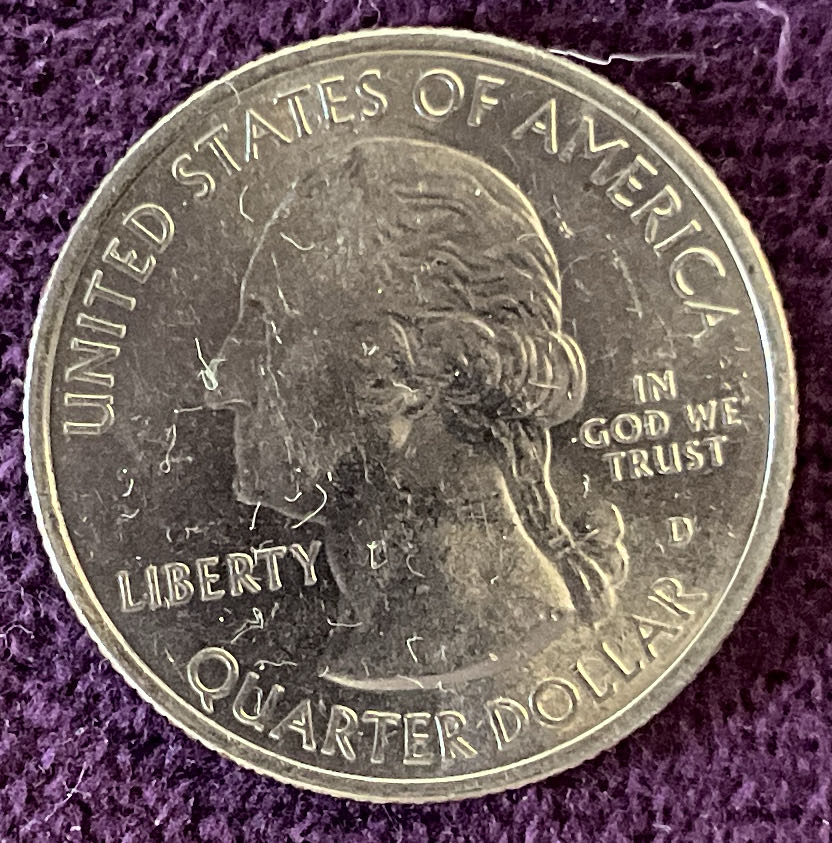 UNITED STATES OF AMERICA
IN
GOD WE
TRUST
D
LIBERTY
QUARTER DOLLAR